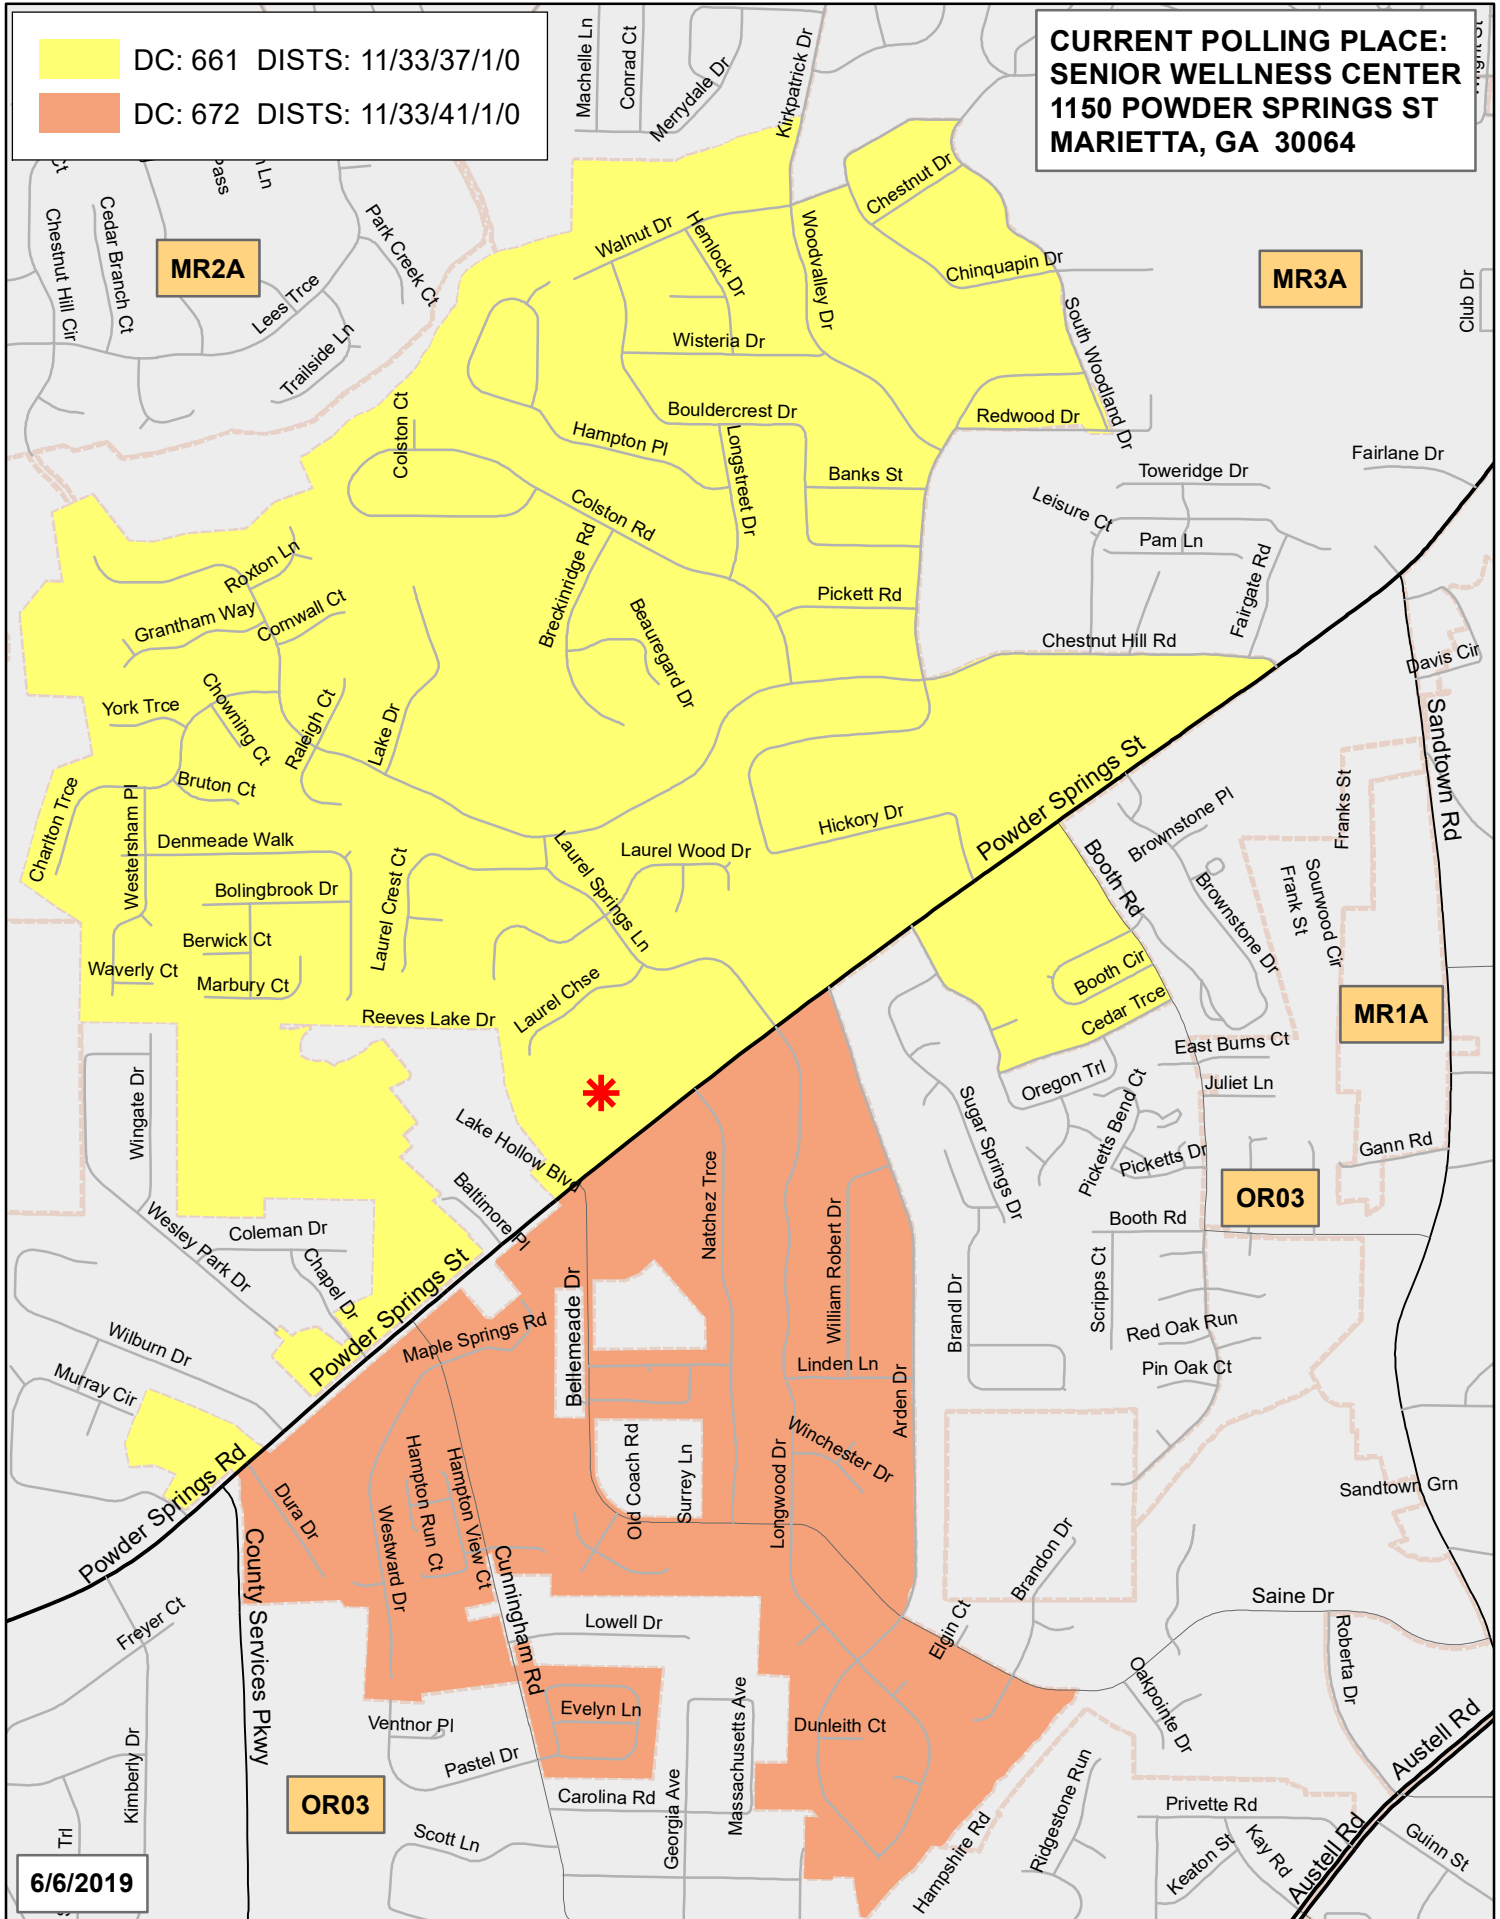 DC: 661 DISTS: 11/33/37/1/0
DC: 672 DISTS: 11/33/41/1/0
CURRENT POLLING PLACE:
SENIOR WELLNESS CENTER
1150 POWDER SPRINGS ST
MARIETTA, GA 30064
Machelle Ln
Conrad Ct
Merrydale Dr
Kirkpatrick Dr
Ct
Pass
Ln
Chestnut Hill Cir
Cedar Branch Ct
MR2A
Park Creek Ct
Lees Trce
Trailside Ln
Walnut Dr
Hemlock Dr
Woodvalley Dr
Chestnut Dr
Chinquapin Dr
MR3A
Club Dr
South Woodland Dr
Wisteria Dr
Colston Ct
Bouldercrest Dr
Redwood Dr
Hampton Pl
Longstreet Dr
Banks St
Fairlane Dr
Toweridge Dr
Leisure Ct
Pam Ln
Fairgate Rd
Colston Rd
Breckinridge Rd
Roxton Ln
Grantham Way
Cornwall Ct
Beauregard Dr
Pickett Rd
Chestnut Hill Rd
Davis Cir
Sandtown Rd
York Trce
Chowning Ct
Raleigh Ct
Lake Dr
Charlton Trce
Westersham Pl
Bruton Ct
Powder Springs St
Brownstone Pl
Franks St
Denmeade Walk
Hickory Dr
Laurel Wood Dr
Laurel Springs Ln
Booth Rd
Brownstone Dr
Frank St
Sourwood Cir
Bolingbrook Dr
Laurel Crest Ct
Berwick Ct
Waverly Ct
Marbury Ct
Booth Cir
Cedar Trce
MR1A
Reeves Lake Dr
Laurel Chse
East Burns Ct
Juliet Ln
Oregon Trl
Wingate Dr
Lake Hollow Blvd
Sugar Springs Dr
Picketts Bend Ct
Picketts Dr
Gann Rd
OR03
Baltimore Pl
Natchez Trce
William Robert Dr
Booth Rd
Wesley Park Dr
Coleman Dr
Chapel Dr
Powder Springs St
Bellemeade Dr
Brandl Dr
Scripps Ct
Red Oak Run
Pin Oak Ct
Wilburn Dr
Murray Cir
Maple Springs Rd
Linden Ln
Arden Dr
Winchester Dr
Longwood Dr
Old Coach Rd
Surrey Ln
Powder Springs Rd
Hampton Run Ct
Hampton View Ct
Dura Dr
Westward Dr
Sandtown Grn
County Services Pkwy
Cunningham Rd
Brandon Dr
Saine Dr
Freyer Ct
Lowell Dr
Elgin Ct
Roberta Dr
Oakpointe Dr
Evelyn Ln
Massachusetts Ave
Dunleith Ct
Ventnor Pl
Pastel Dr
Kimberly Dr
OR03
Carolina Rd
Georgia Ave
Austell Rd
Ridgestone Run
Privette Rd
Hampshire Rd
Keaton St
Kay Rd
Austell Rd
Guinn St
Scott Ln
Trl
6/6/2019